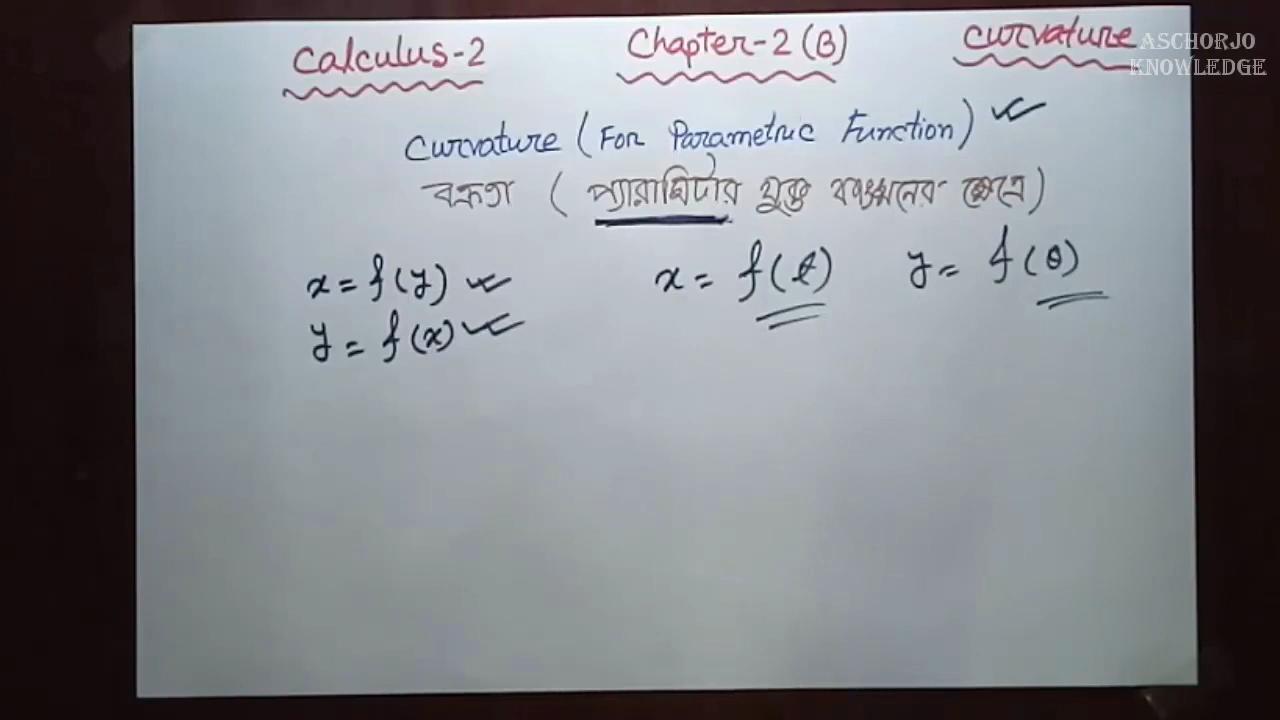 Calculus-2 Chapter-2 (B) Curvature
ASCHORJO
KNOWLEDGE
Curvature (For Parametric Function)
বক্রতা ( প্যারামিটার যুক্ত ফাংশনের ক্ষেত্রে)
x = f(y) x = f(t) y = f(θ)
y = f(x)